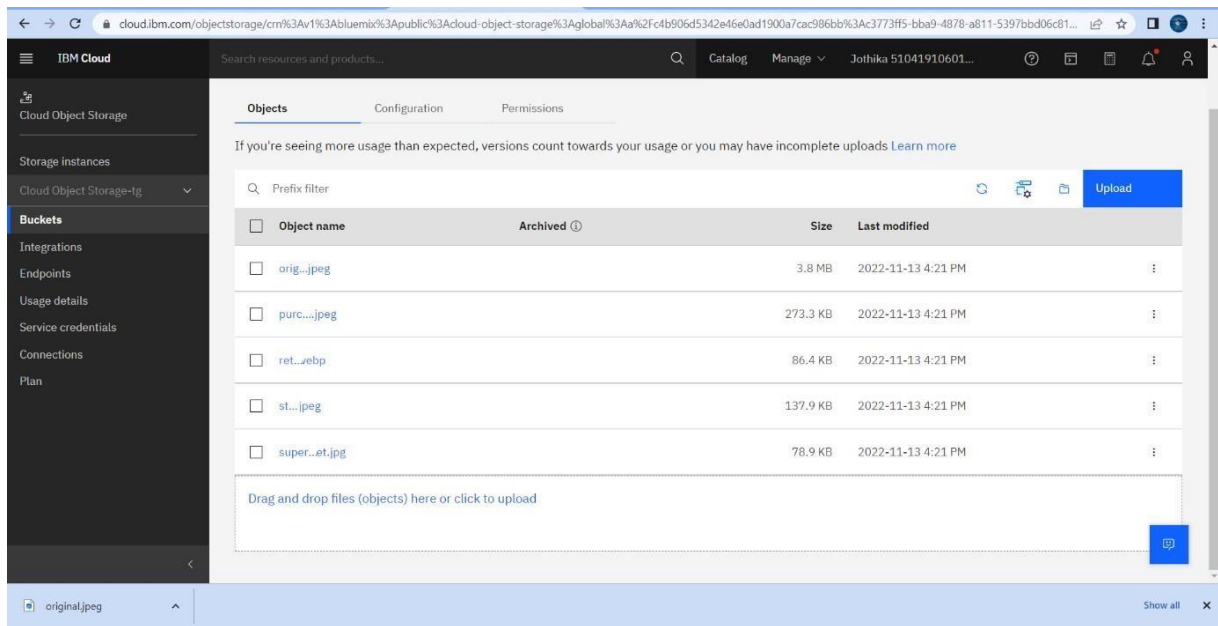 cloud.ibm.com/objectstorage/crn%3Av1%3Abluemix%3Apublic%3Acloud-object-storage%3Aglobal%3Aa%2Fc4b906d5342e46e0ad1900a7cac986bb%3Ac3773ff5-bba9-4878-a811-5397bbd06c81...
IBM Cloud
Search resources and products...
Catalog
Manage
Jothika 51041910601...
Cloud Object Storage
Storage instances
Cloud Object Storage-tg
Buckets
Integrations
Endpoints
Usage details
Service credentials
Connections
Plan
Objects Configuration Permissions
If you're seeing more usage than expected, versions count towards your usage or you may have incomplete uploads Learn more
Prefix filter Upload
Object name Archived Size Last modified
orig...jpeg 3.8 MB 2022-11-13 4:21 PM
purc....jpeg 273.3 KB 2022-11-13 4:21 PM
ret...webp 86.4 KB 2022-11-13 4:21 PM
st...jpeg 137.9 KB 2022-11-13 4:21 PM
super...et.jpg 78.9 KB 2022-11-13 4:21 PM
Drag and drop files (objects) here or click to upload
original.jpeg
Show all